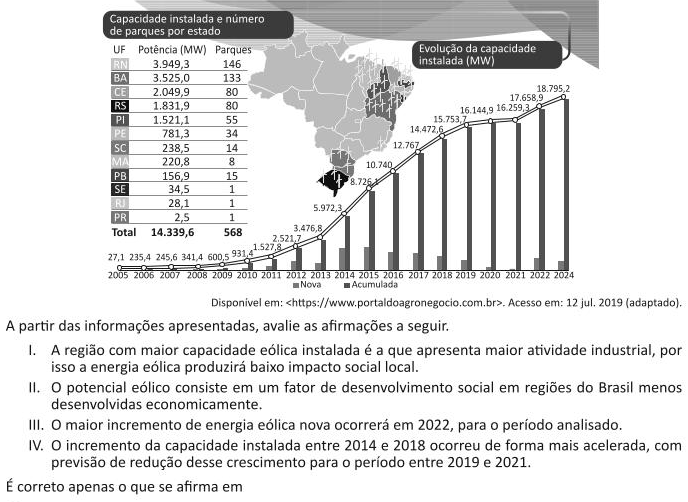 Capacidade instalada e número
de parques por estado
UF Potência (MW) Parques
RN 3.949,3 146
BA 3.525,0 133
CE 2.049,9 80
RS 1.831,9 80
PI 1.521,1 55
PE 781,3 34
SC 238,5 14
MA 220,8 8
PB 156,9 15
SE 34,5 1
RJ 28,1 1
PR 2,5 1
Total 14.339,6 568
Evolução da capacidade
instalada (MW)
27,1 235,4 247,6 341,4 600,5 931,4 1.527,8 2.521,7 3.476,8 5.972,3 8.726,1 10.740 12.767 14.472,6 15.753,7 16.144,9 16.259,3 17.658,9 18.795,2
2005 2006 2007 2008 2009 2010 2011 2012 2013 2014 2015 2016 2017 2018 2019 2020 2021 2022 2024
Nova Acumulada
Disponível em: <https://www.portaldoagronegocio.com.br>. Acesso em: 12 jul. 2019 (adaptado).
A partir das informações apresentadas, avalie as afirmações a seguir.
I. A região com maior capacidade eólica instalada é a que apresenta maior atividade industrial, por
isso a energia eólica produzirá baixo impacto social local.
II. O potencial eólico consiste em um fator de desenvolvimento social em regiões do Brasil menos
desenvolvidas economicamente.
III. O maior incremento de energia eólica nova ocorrerá em 2022, para o período analisado.
IV. O incremento da capacidade instalada entre 2014 e 2018 ocorreu de forma mais acelerada, com
previsão de redução desse crescimento para o período entre 2019 e 2021.
É correto apenas o que se afirma em